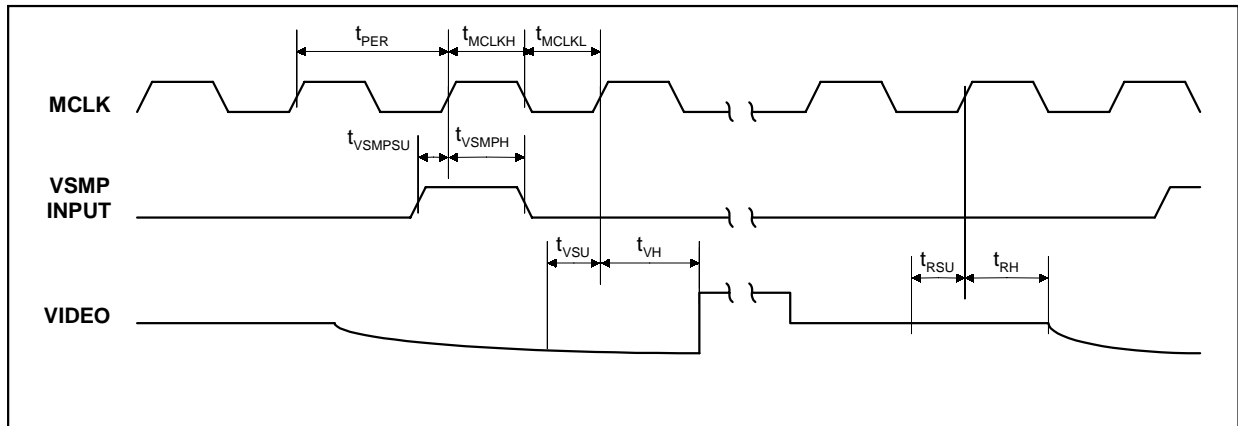 tPER tMCLKH tMCLKL
MCLK
tVSMPSU tVSMPH
VSMP
INPUT
tVSU tVH
tRSU tRH
VIDEO